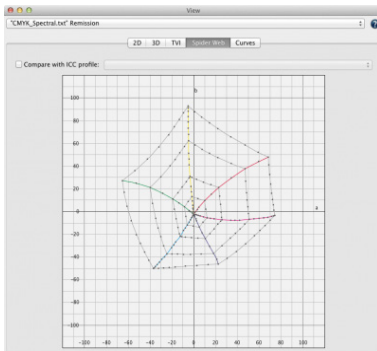 View
"CMYK_Spectral.txt" Remission
?
2D 3D TVI Spider Web Curves
Compare with ICC profile:
b
100
80
60
40
20
0 a
-20
-40
-60
-80
-100
-100 -80 -60 -40 -20 0 20 40 60 80 100